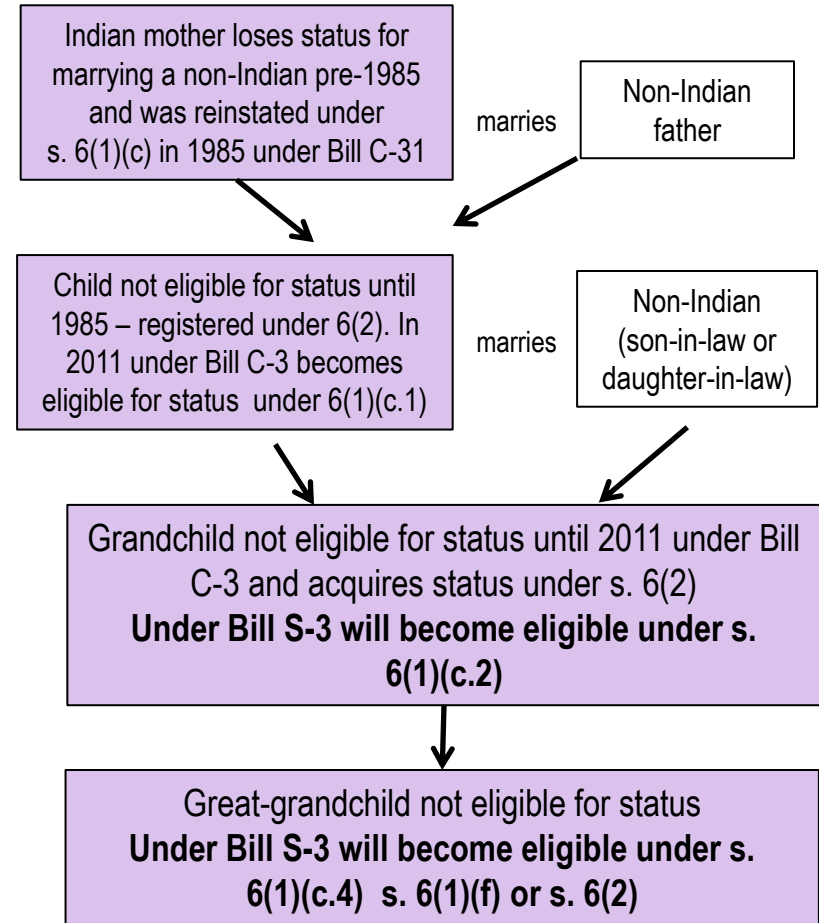 Indian mother loses status for
marrying a non-Indian pre-1985
and was reinstated under
s. 6(1)(c) in 1985 under Bill C-31
marries
Non-Indian
father
Child not eligible for status until
1985 – registered under 6(2). In
2011 under Bill C-3 becomes
eligible for status under 6(1)(c.1)
marries
Non-Indian
(son-in-law or
daughter-in-law)
Grandchild not eligible for status until 2011 under Bill
C-3 and acquires status under s. 6(2)
Under Bill S-3 will become eligible under s.
6(1)(c.2)
Great-grandchild not eligible for status
Under Bill S-3 will become eligible under s.
6(1)(c.4) s. 6(1)(f) or s. 6(2)